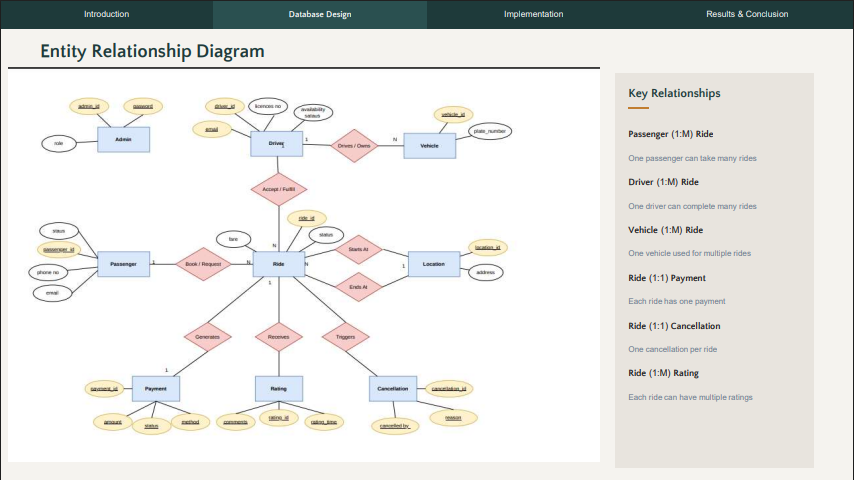 Introduction
Database Design
Implementation
Results & Conclusion
Entity Relationship Diagram
admin_id
password
role
Admin
driver_id
licences no
availability
email
Driver
1
Drives / Owns
N
Vehicle
vehicle_id
plate_number
Accept / Fulfill
N
ride_id
status
fare
phone no
email
passenger_id
Passenger
1
Book / Request
N
Ride
N
1
Starts At
Ends At
1
Location
location_id
address
Generates
Receives
Triggers
1
Payment
payment_id
amount
status
method
Rating
comments
rating_id
Cancellation
cancellation_id
cancelled by
reason
Key Relationships
Passenger (1:M) Ride
One passenger can take many rides
Driver (1:M) Ride
One driver can complete many rides
Vehicle (1:M) Ride
One vehicle used for multiple rides
Ride (1:1) Payment
Each ride has one payment
Ride (1:1) Cancellation
One cancellation per ride
Ride (1:M) Rating
Each ride can have multiple ratings